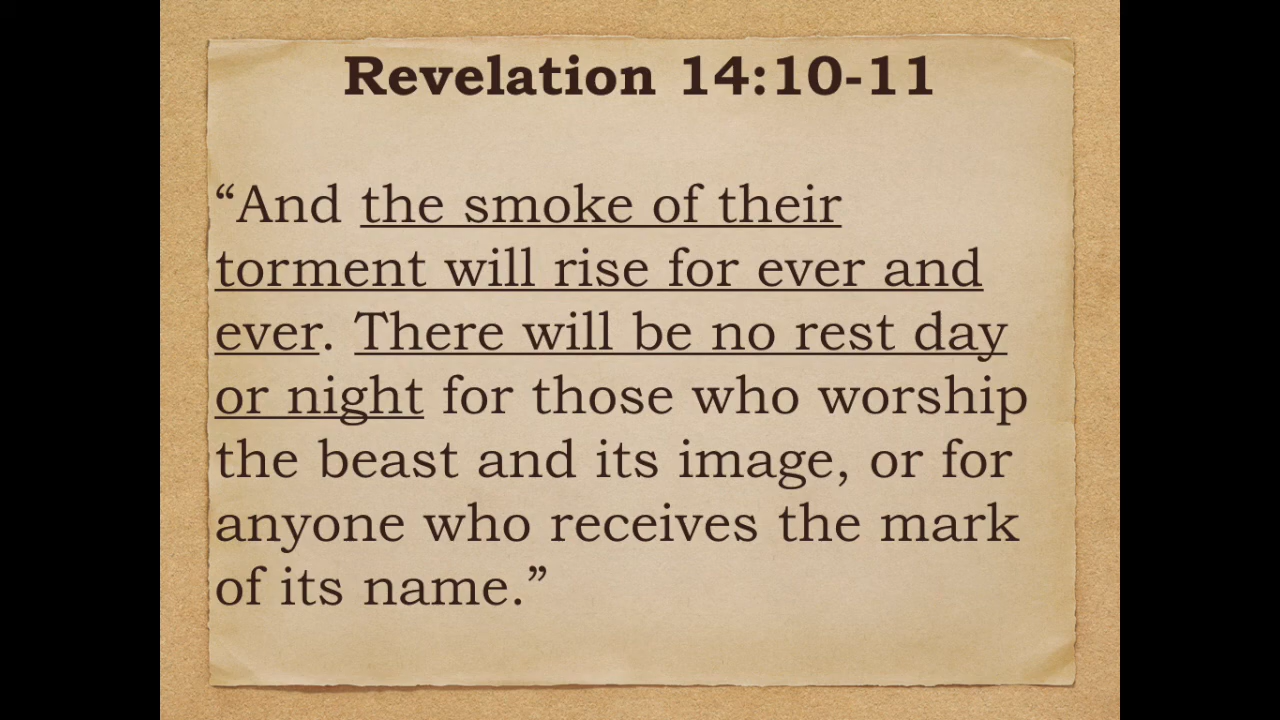 Revelation 14:10-11
“And the smoke of their
torment will rise for ever and
ever. There will be no rest day
or night for those who worship
the beast and its image, or for
anyone who receives the mark
of its name.”